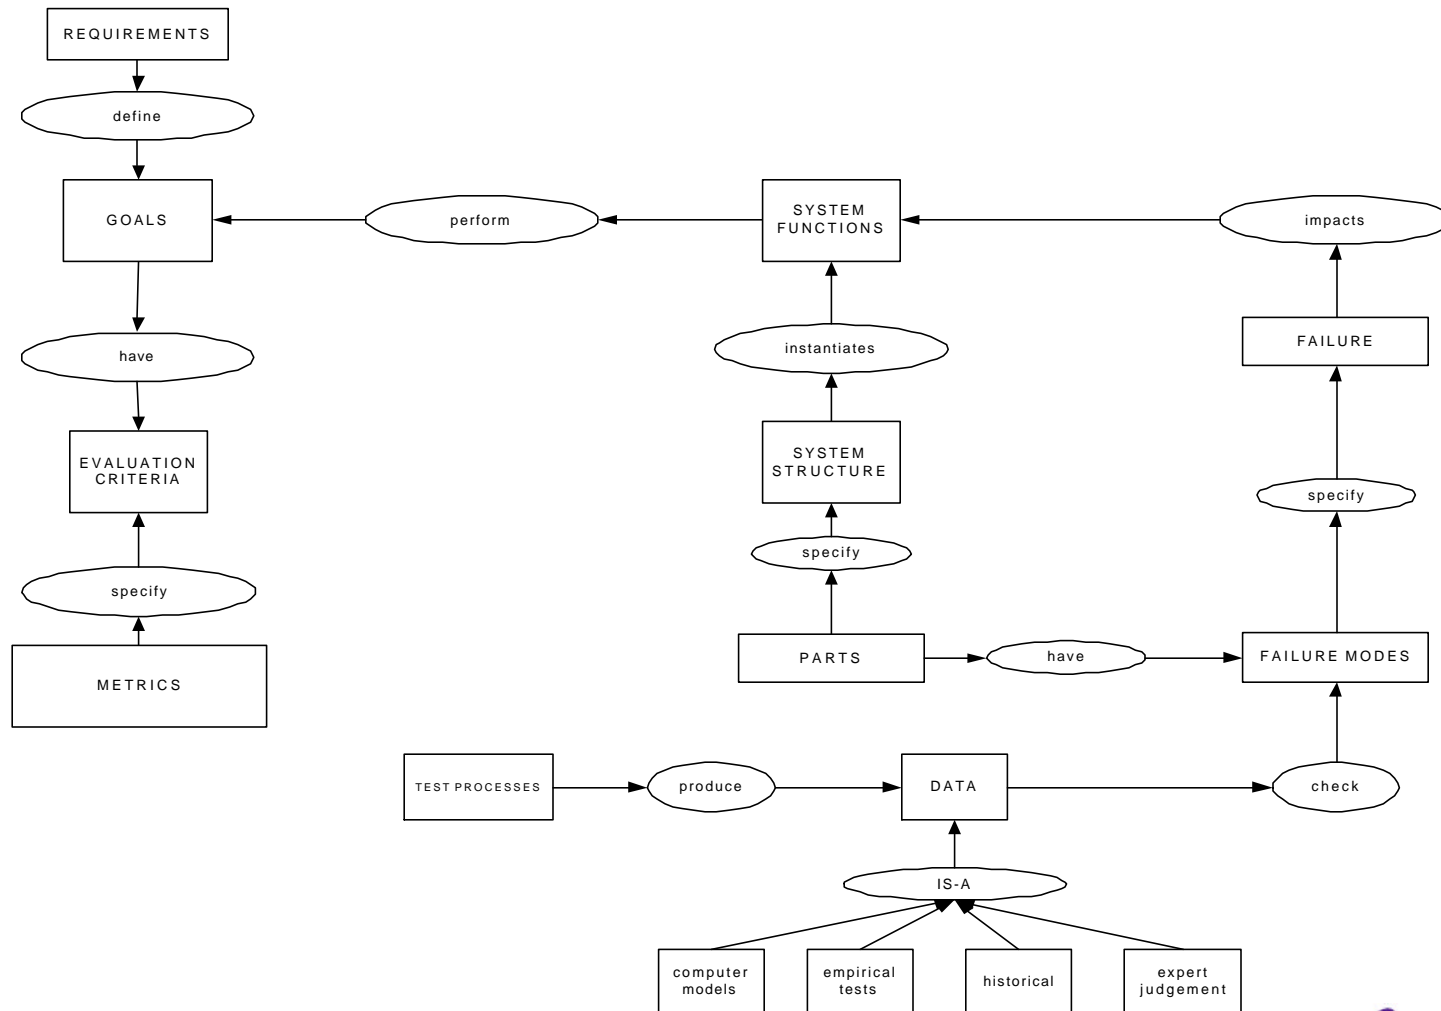 REQUIREMENTS
define
GOALS
perform
SYSTEM
FUNCTIONS
impacts
have
instantiates
FAILURE
EVALUATION
CRITERIA
SYSTEM
STRUCTURE
specify
specify
specify
METRICS
PARTS
have
FAILURE MODES
TEST PROCESSES
produce
DATA
check
IS-A
computer
models
empirical
tests
historical
expert
judgement